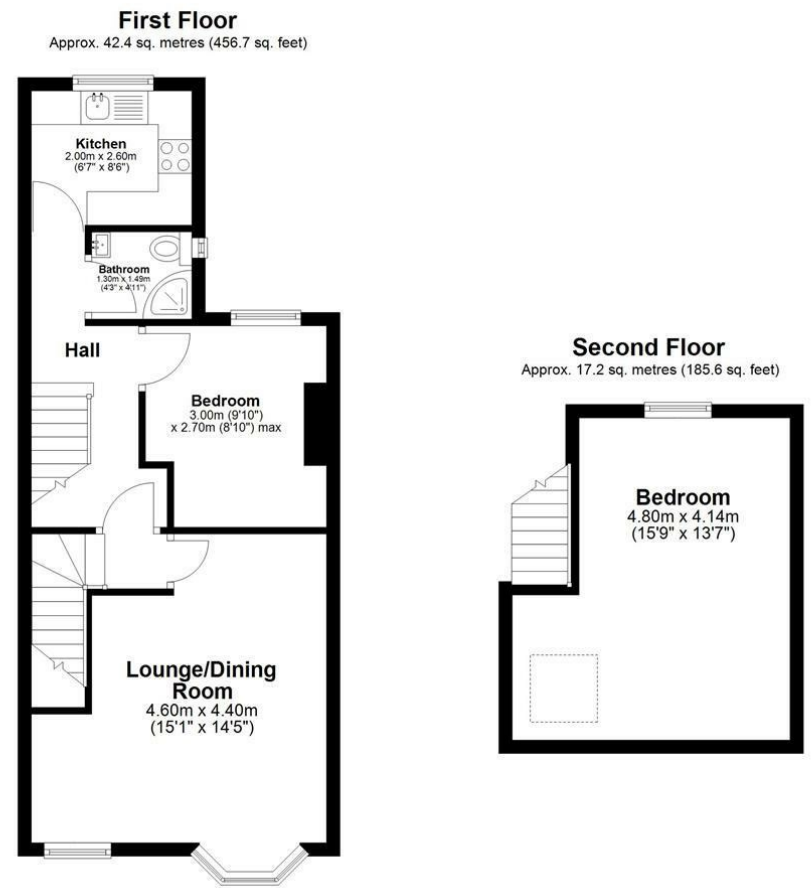 First Floor
Approx. 42.4 sq. metres (456.7 sq. feet)
Kitchen
2.00m x 2.60m
(6'7" x 8'6")
Bathroom
1.30m x 1.49m
(4'3" x 4'11")
Hall
Bedroom
3.00m (9'10")
x 2.70m (8'10") max
Lounge/Dining
Room
4.60m x 4.40m
(15'1" x 14'5")
Second Floor
Approx. 17.2 sq. metres (185.6 sq. feet)
Bedroom
4.80m x 4.14m
(15'9" x 13'7")